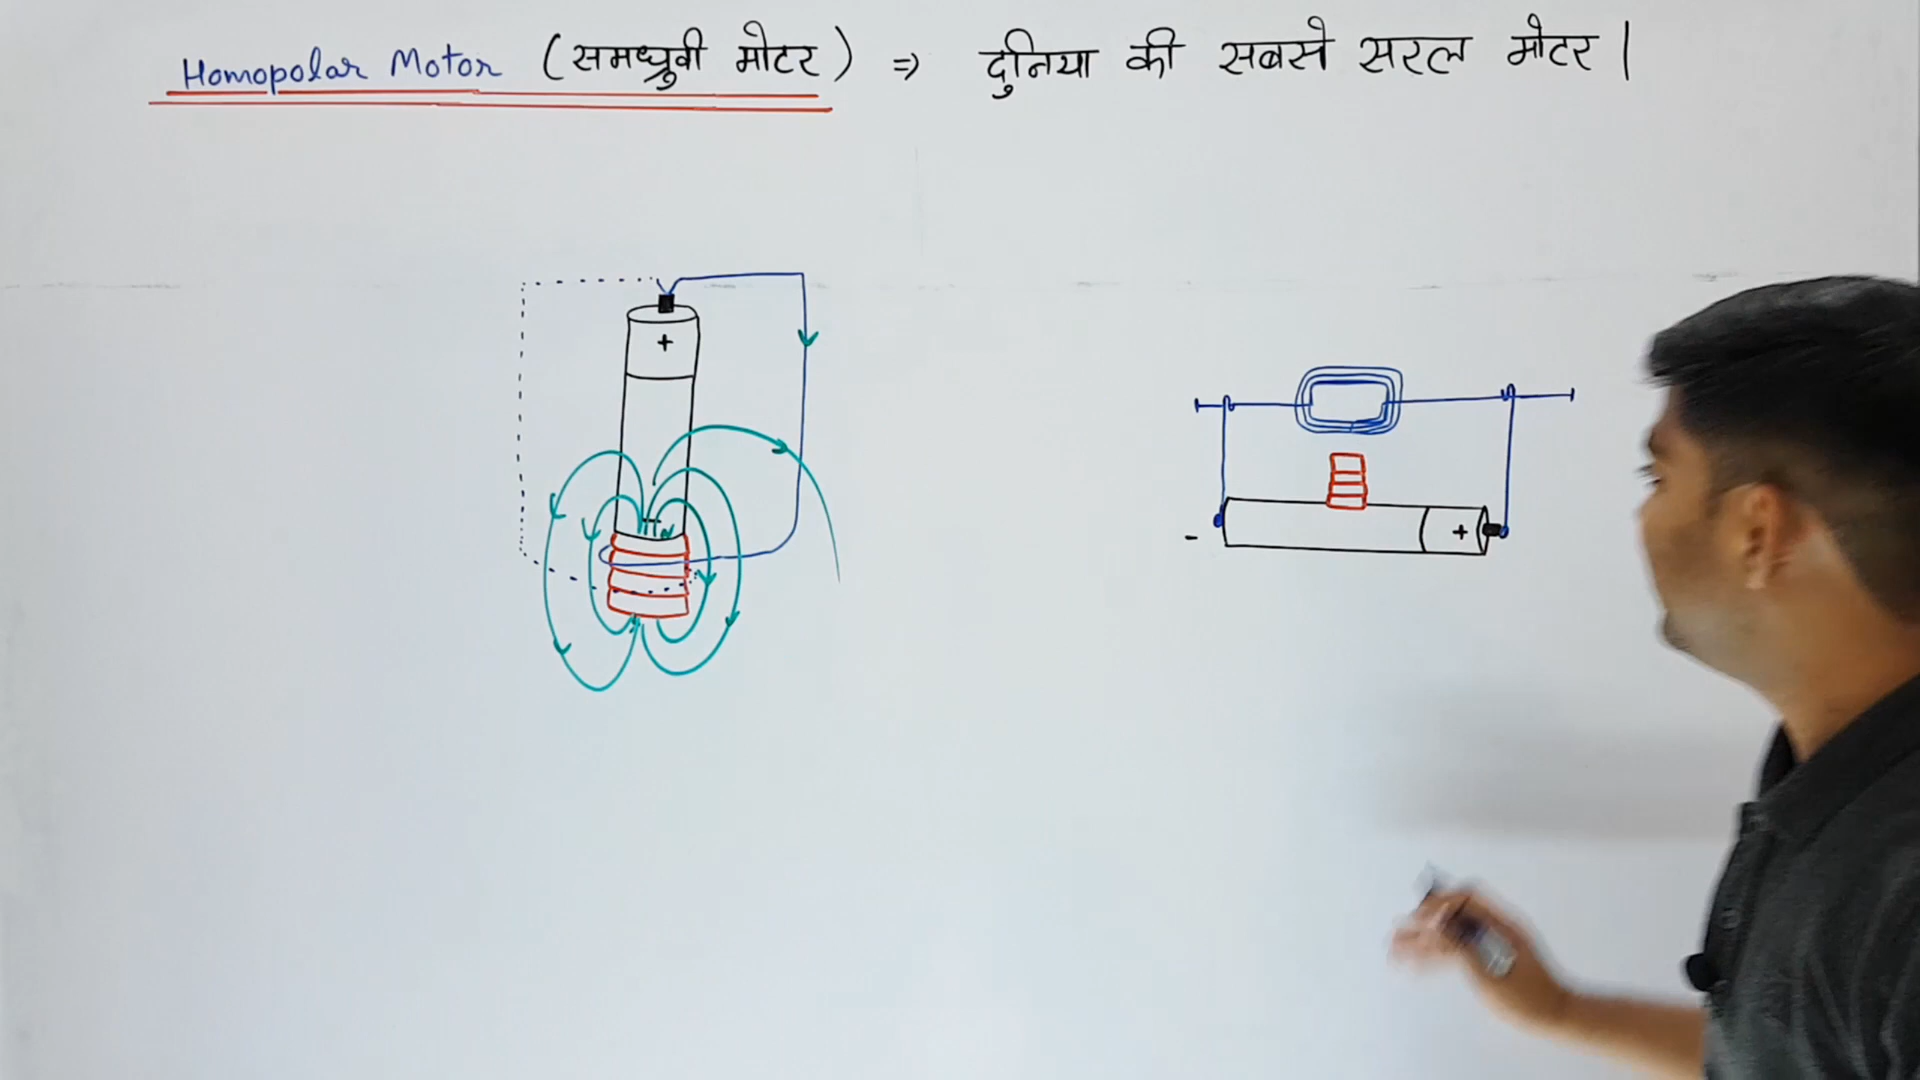 Homopolar Motor (समध्रुवी मोटर) ⇒ दुनिया की सबसे सरल मोटर।
+
N
- +